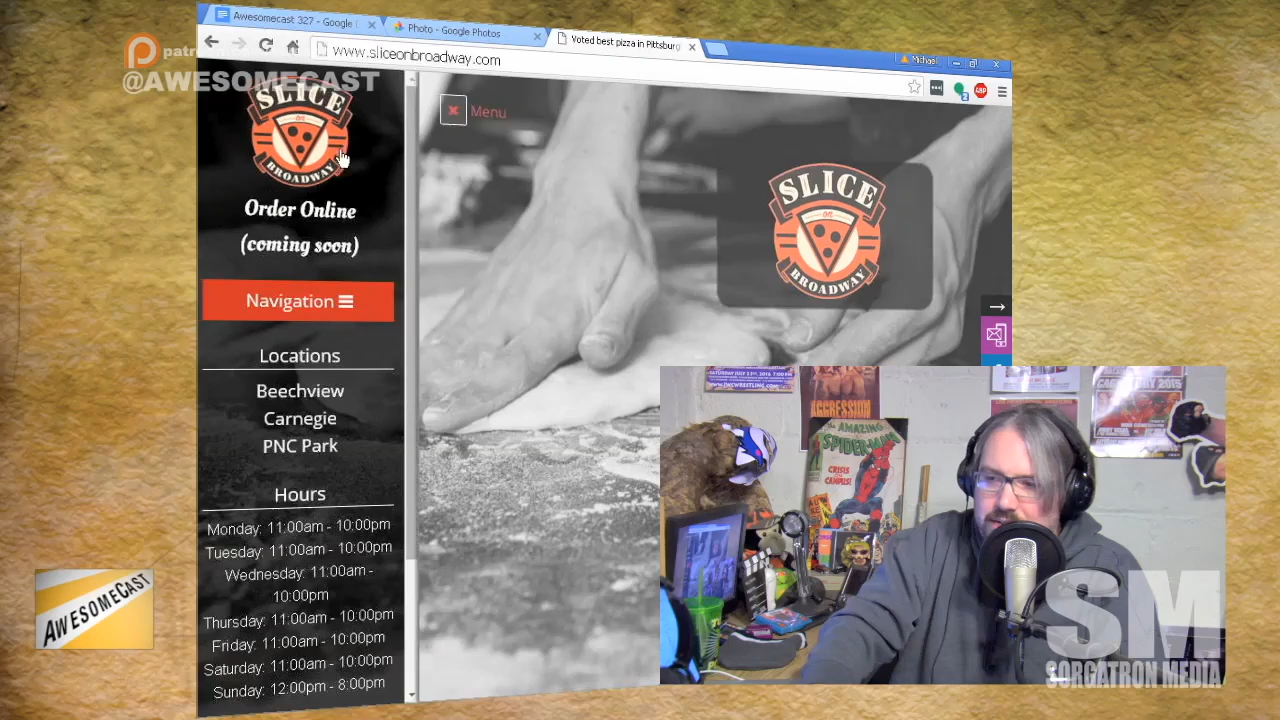 Awesomecast 327 - Google
Photo - Google Photos
Voted best pizza in Pittsburg
Michael
www.sliceonbroadway.com
@AWESOMECAST
ABP
2
SLICE
on
BROADWAY
Menu
SLICE
on
BROADWAY
Order Online
(coming soon)
Navigation
Locations
Beechview
Carnegie
PNC Park
Hours
Monday: 11:00am - 10:00pm
Tuesday: 11:00am - 10:00pm
Wednesday: 11:00am -
10:00pm
Thursday: 11:00am - 10:00pm
Friday: 11:00am - 10:00pm
Saturday: 11:00am - 10:00pm
Sunday: 12:00pm - 8:00pm
AGGRESSION
THE AMAZING
SPIDER-MAN
CRISIS
ON
CAMPUS!
AWESOMECAST
SM
SORGATRON MEDIA